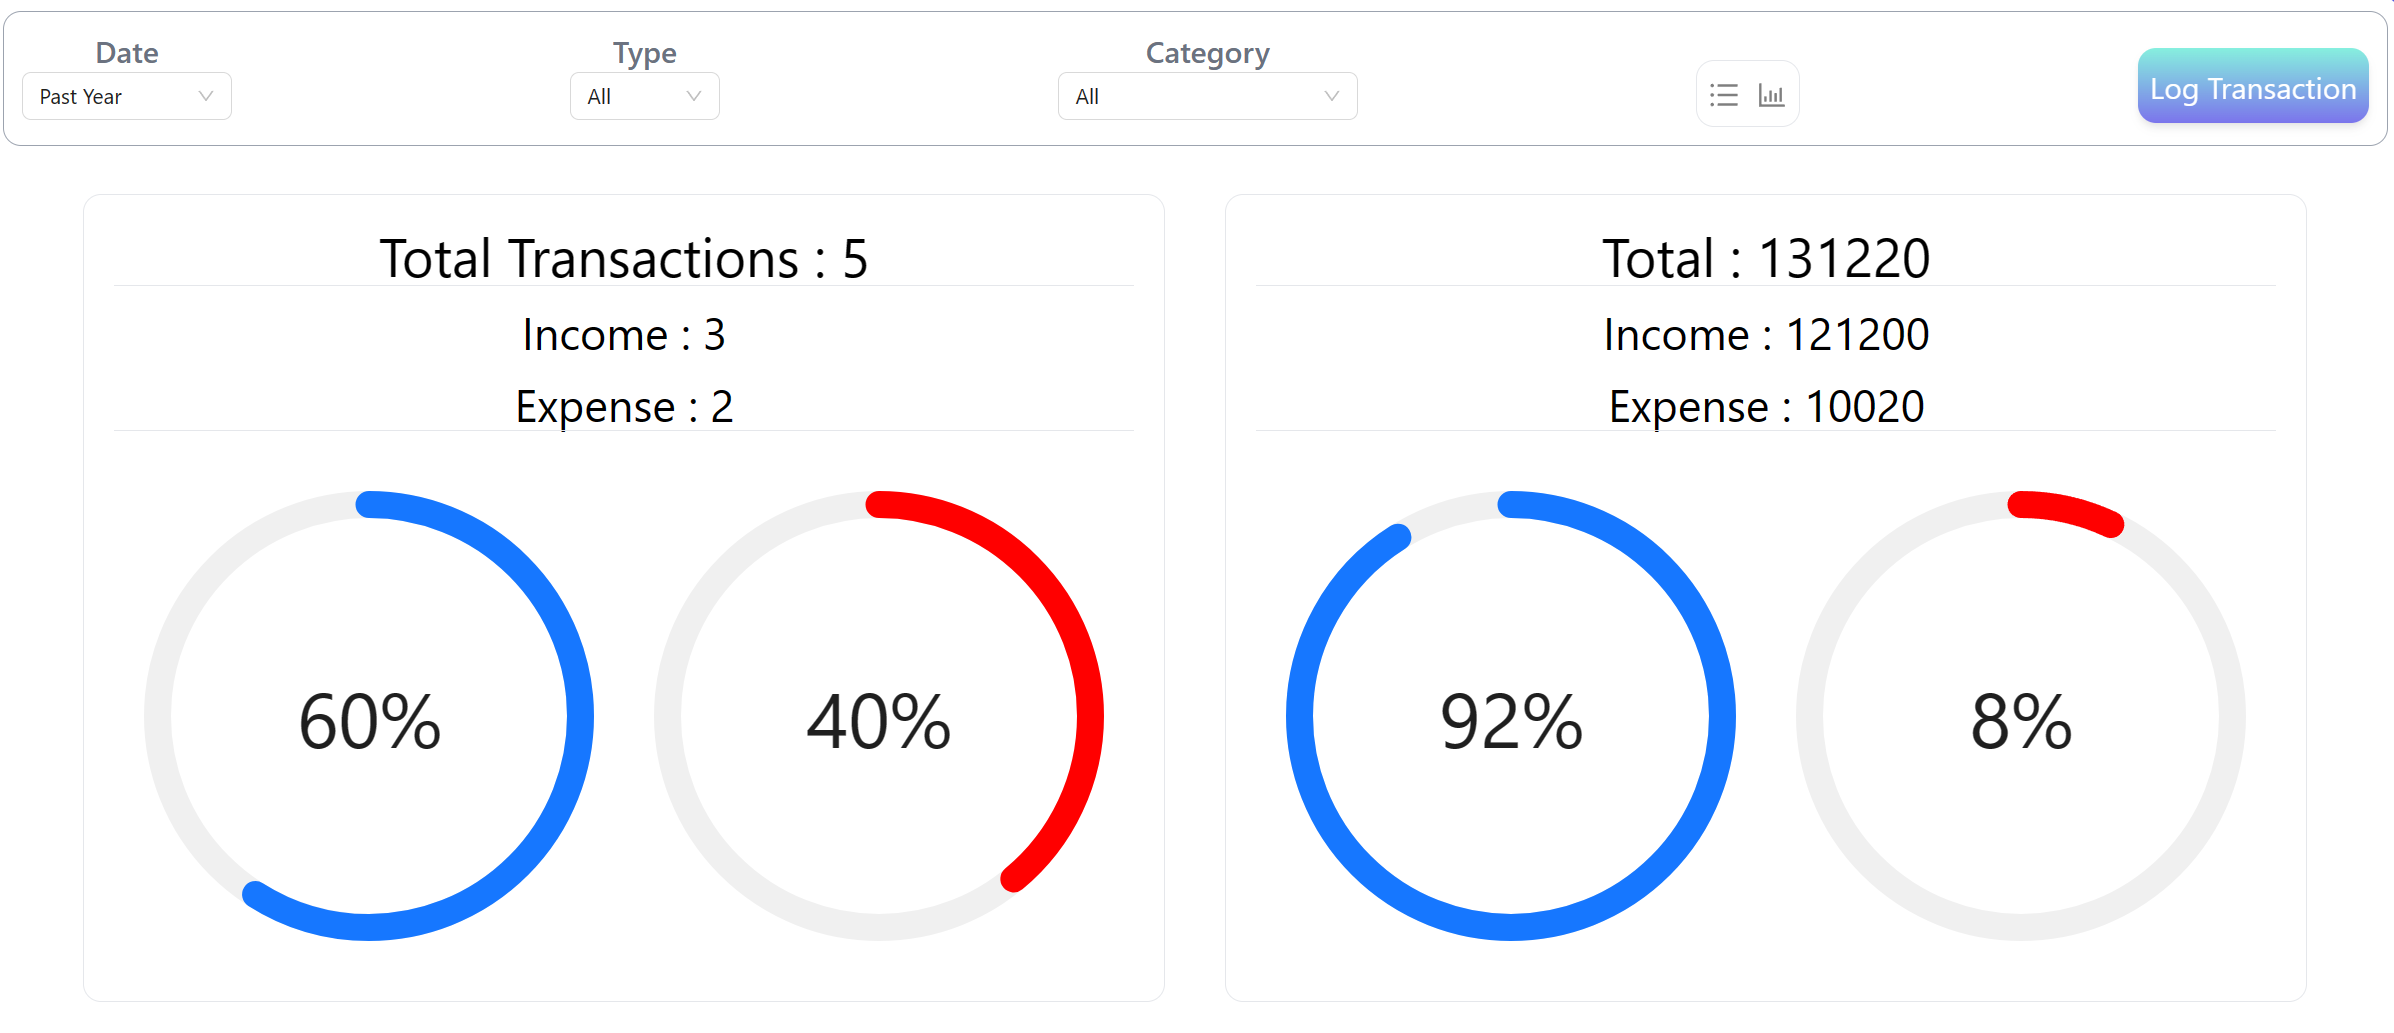 Date
Past Year
Type
All
Category
All
Log Transaction
Total Transactions : 5
Income : 3
Expense : 2
60%
40%
Total : 131220
Income : 121200
Expense : 10020
92%
8%